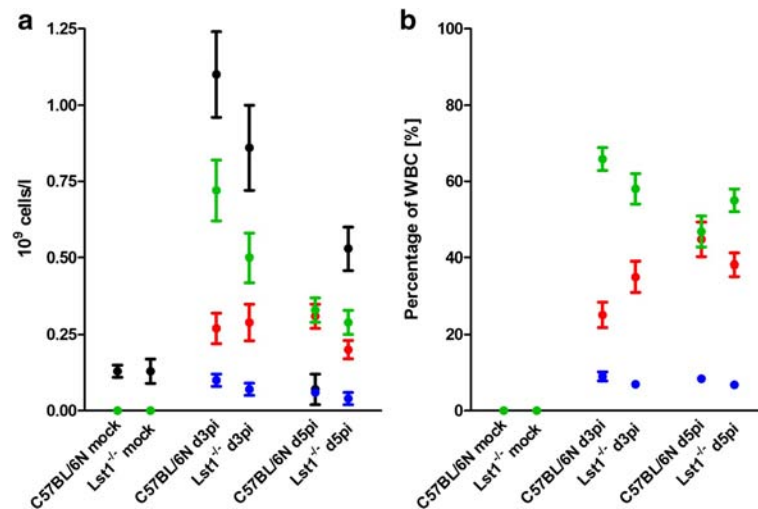 a
10⁹ cells/l
1.25
1.00
0.75
0.50
0.25
0.00
C57BL/6N mock
Lst1⁻/⁻ mock
C57BL/6N d3pi
Lst1⁻/⁻ d3pi
C57BL/6N d5pi
Lst1⁻/⁻ d5pi
b
Percentage of WBC [%]
100
80
60
40
20
0
C57BL/6N mock
Lst1⁻/⁻ mock
C57BL/6N d3pi
Lst1⁻/⁻ d3pi
C57BL/6N d5pi
Lst1⁻/⁻ d5pi